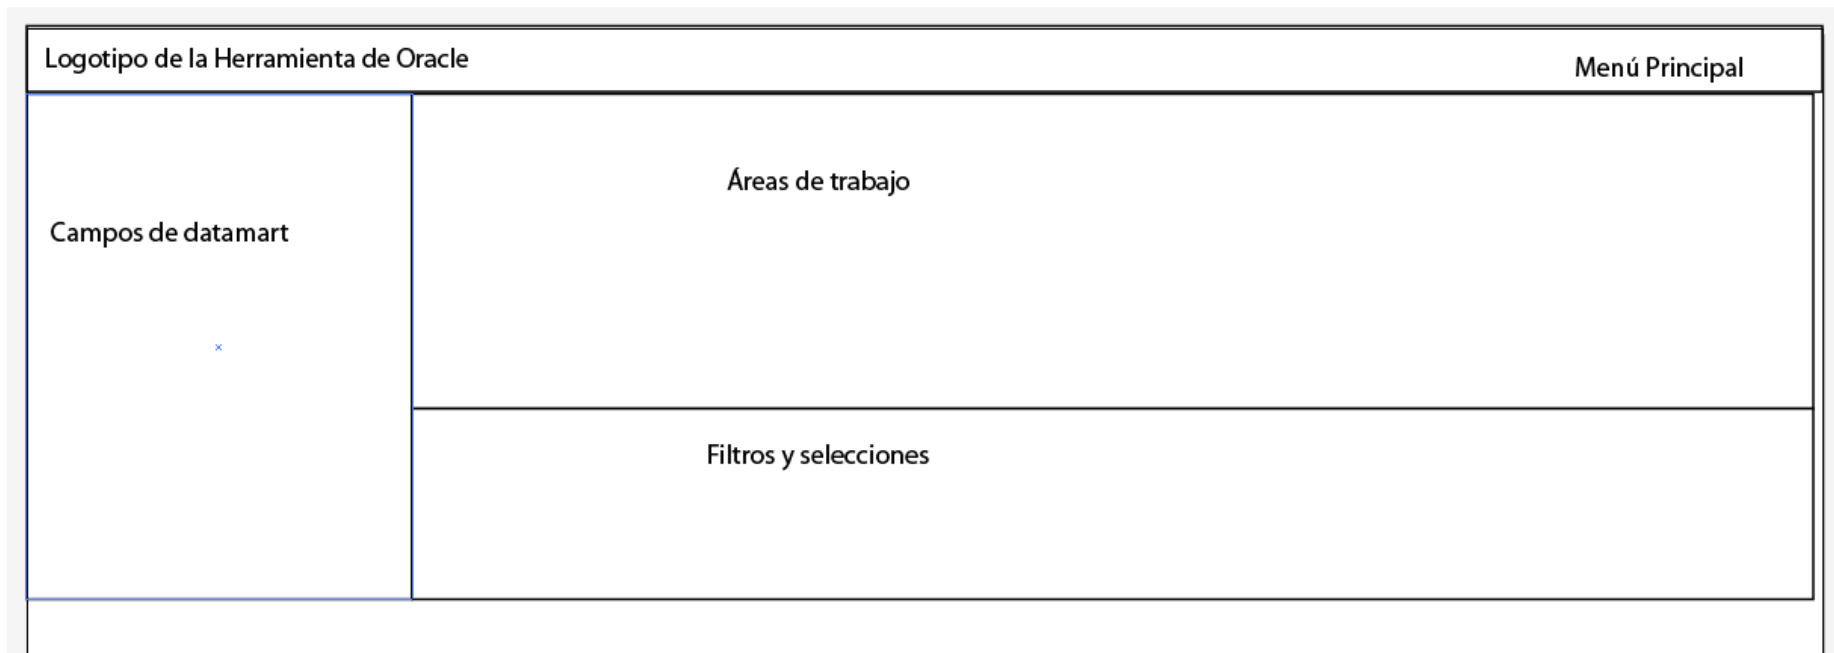 Logotipo de la Herramienta de Oracle
Menú Principal
Áreas de trabajo
Campos de datamart
Filtros y selecciones